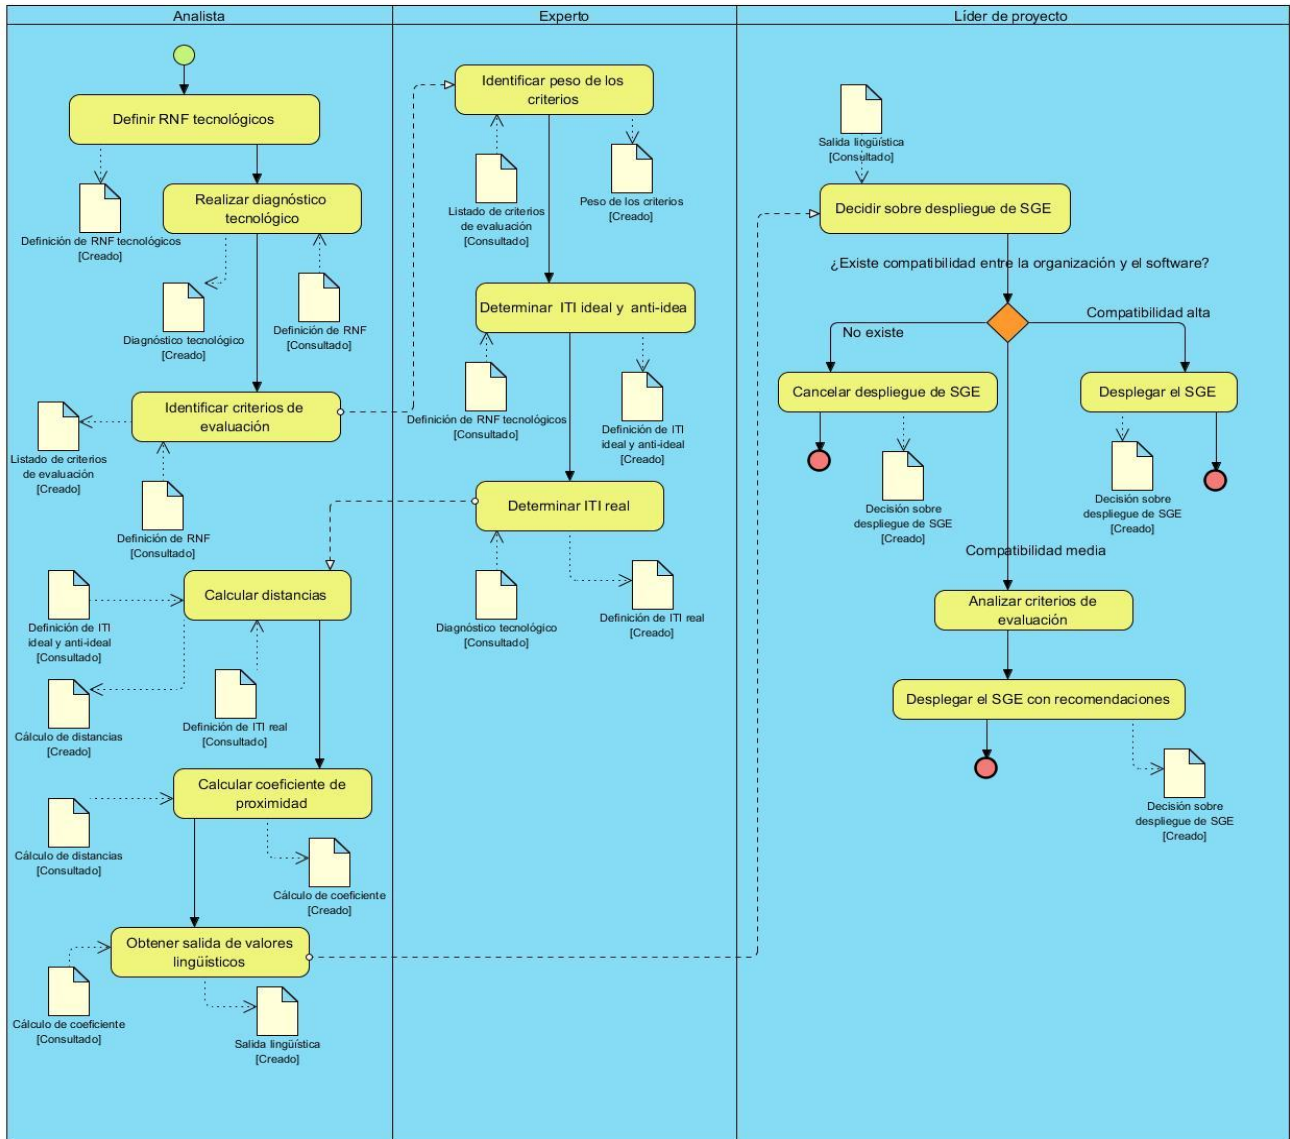 Analista
Experto
Líder de proyecto
Definir RNF tecnológicos
Definición de RNF tecnológicos
[Creado]
Realizar diagnóstico
tecnológico
Diagnóstico tecnológico
[Creado]
Definición de RNF
[Consultado]
Identificar criterios de
evaluación
Listado de criterios
de evaluación
[Creado]
Definición de RNF
[Consultado]
Calcular distancias
Definición de ITI
ideal y anti-ideal
[Consultado]
Cálculo de distancias
[Creado]
Definición de ITI real
[Consultado]
Calcular coeficiente de
proximidad
Cálculo de distancias
[Consultado]
Cálculo de coeficiente
[Creado]
Obtener salida de valores
lingüísticos
Cálculo de coeficiente
[Consultado]
Salida lingüística
[Creado]
Identificar peso de los
criterios
Listado de criterios
de evaluación
[Consultado]
Peso de los criterios
[Creado]
Determinar ITI ideal y anti-idea
Definición de RNF tecnológicos
[Consultado]
Definición de ITI
ideal y anti-ideal
[Creado]
Determinar ITI real
Diagnóstico tecnológico
[Consultado]
Definición de ITI real
[Creado]
Salida lingüística
[Consultado]
Decidir sobre despliegue de SGE
¿Existe compatibilidad entre la organización y el software?
No existe
Compatibilidad alta
Cancelar despliegue de SGE
Desplegar el SGE
Decisión sobre
despliegue de SGE
[Creado]
Decisión sobre
despliegue de SGE
[Creado]
Compatibilidad media
Analizar criterios de
evaluación
Desplegar el SGE con recomendaciones
Decisión sobre
despliegue de SGE
[Creado]